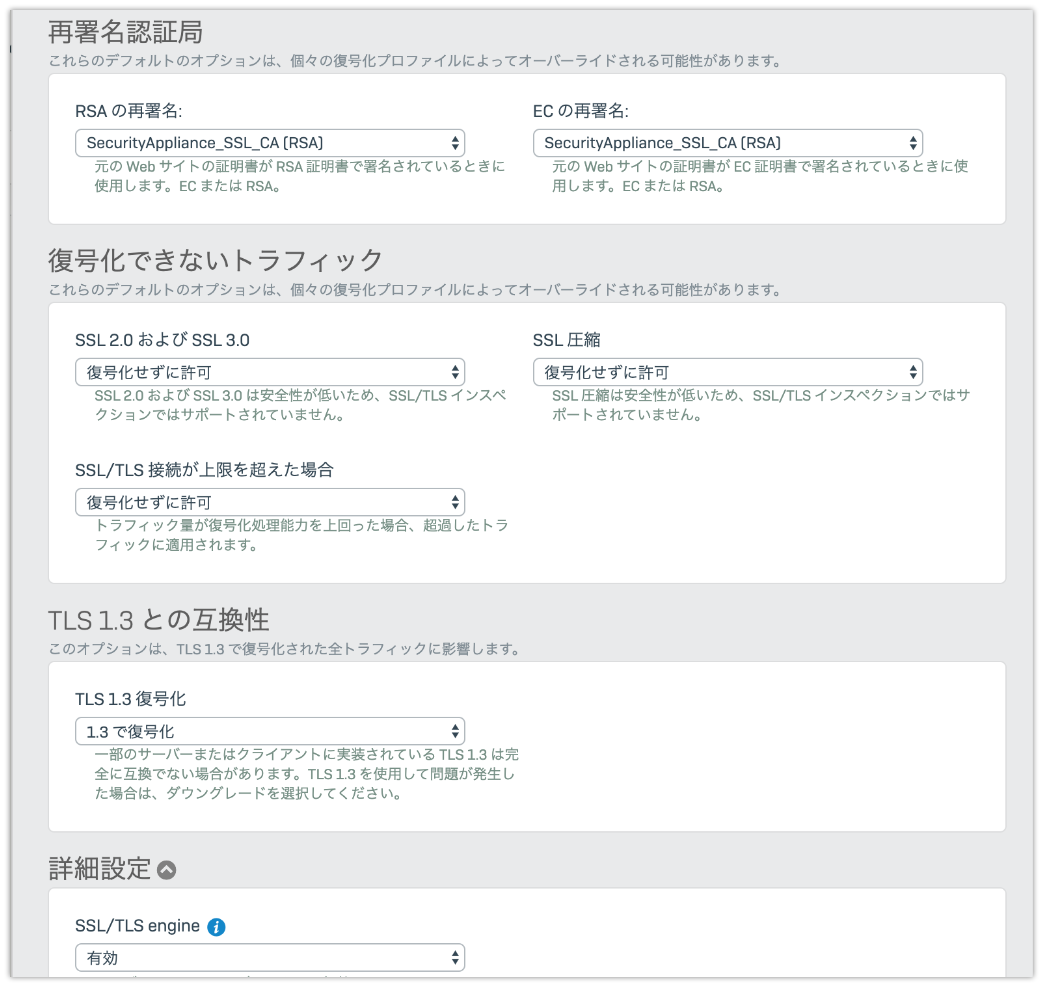 再署名認証局
これらのデフォルトのオプションは、個々の復号化プロファイルによってオーバーライドされる可能性があります。
RSA の再署名:
SecurityAppliance_SSL_CA (RSA)
元の Web サイトの証明書が RSA 証明書で署名されているときに
使用します。EC または RSA。
EC の再署名:
SecurityAppliance_SSL_CA (RSA)
元の Web サイトの証明書が EC 証明書で署名されているときに使
用します。EC または RSA。
復号化できないトラフィック
これらのデフォルトのオプションは、個々の復号化プロファイルによってオーバーライドされる可能性があります。
SSL 2.0 および SSL 3.0
復号化せずに許可
SSL 2.0 および SSL 3.0 は安全性が低いため、SSL/TLS インスペ
クションではサポートされていません。
SSL 圧縮
復号化せずに許可
SSL 圧縮は安全性が低いため、SSL/TLS インスペクションではサ
ポートされていません。
SSL/TLS 接続が上限を超えた場合
復号化せずに許可
トラフィック量が復号化処理能力を上回った場合、超過したトラ
フィックに適用されます。
TLS 1.3 との互換性
このオプションは、TLS 1.3 で復号化された全トラフィックに影響します。
TLS 1.3 復号化
1.3 で復号化
一部のサーバーまたはクライアントに実装されている TLS 1.3 は完
全に互換でない場合があります。TLS 1.3 を使用して問題が発生し
た場合は、ダウングレードを選択してください。
詳細設定
SSL/TLS engine
有効